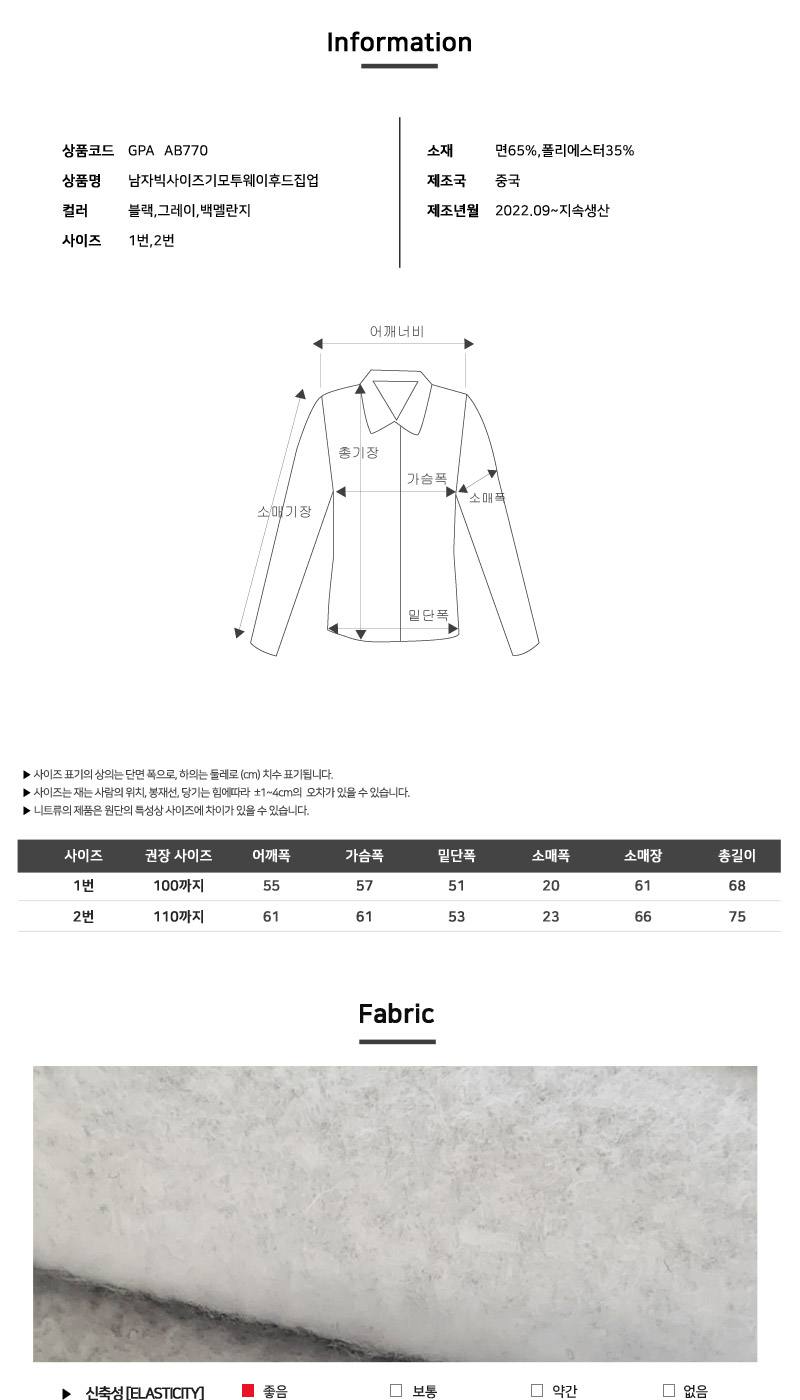 Information
상품코드 GPA AB770
상품명 남자빅사이즈기모투웨이후드집업
컬러 블랙,그레이,백멜란지
사이즈 1번,2번
소재 면65%,폴리에스터35%
제조국 중국
제조년월 2022.09~지속생산
어깨너비
총기장
가슴폭
소매폭
소매기장
밑단폭
▶ 사이즈 표기의 상의는 단면 폭으로, 하의는 둘레로 (cm) 치수 표기됩니다.
▶ 사이즈는 재는 사람의 위치, 봉재선, 당기는 힘에따라 ±1~4cm의 오차가 있을 수 있습니다.
▶ 니트류의 제품은 원단의 특성상 사이즈에 차이가 있을 수 있습니다.
사이즈 권장 사이즈 어깨폭 가슴폭 밑단폭 소매폭 소매장 총길이
1번 100까지 55 57 51 20 61 68
2번 110까지 61 61 53 23 66 75
Fabric
▶ 신축성 [ELASTICITY] 좋음 보통 약간 없음